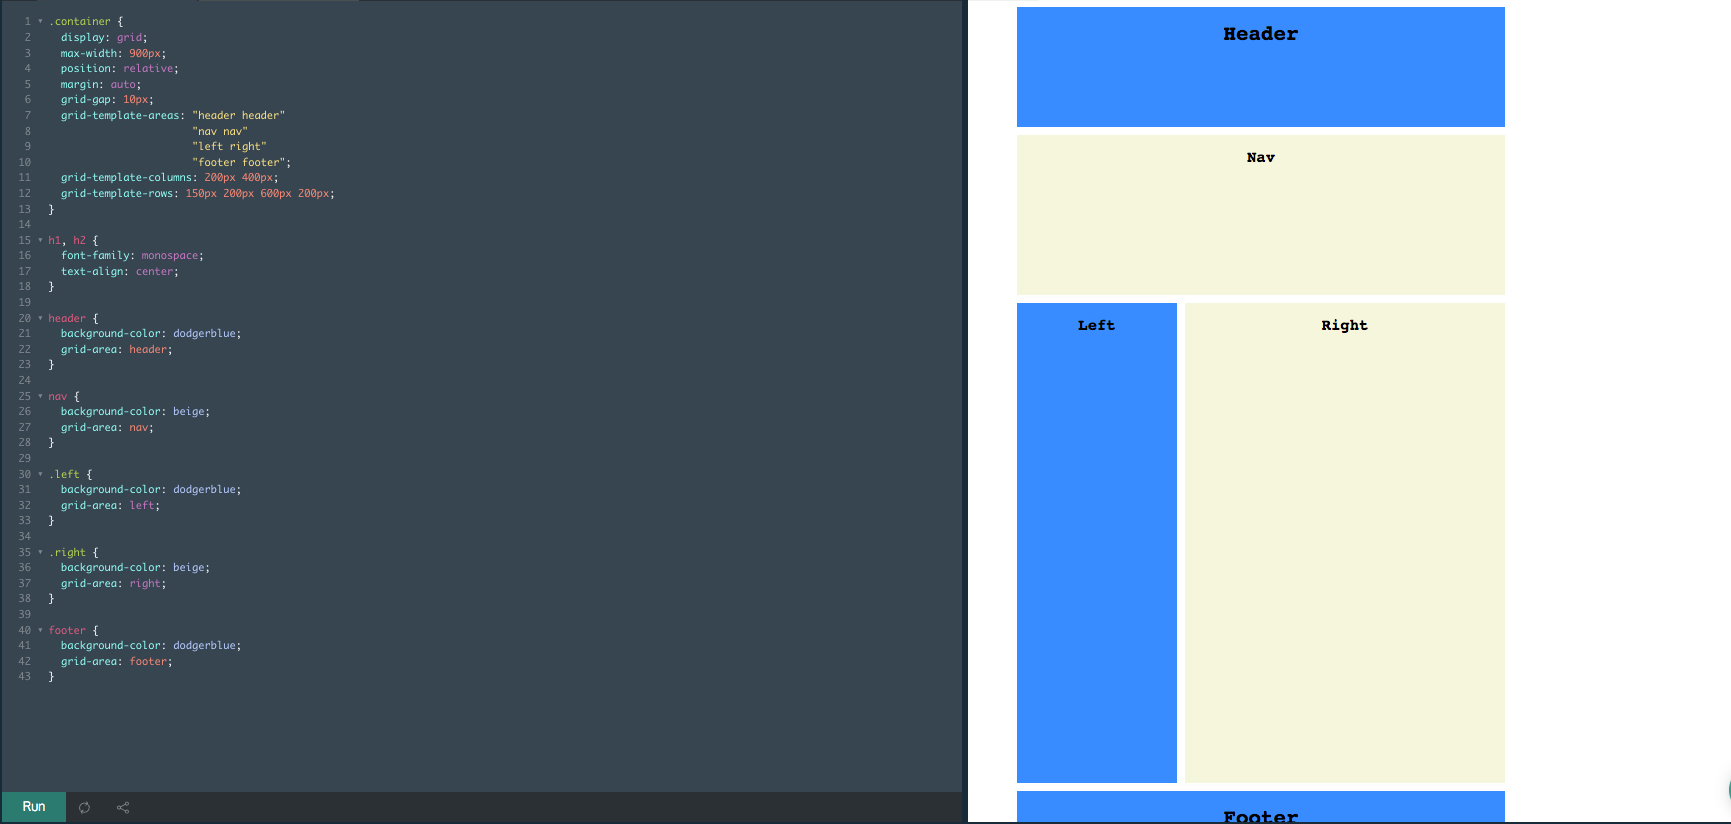 1 .container {
2 display: grid;
3 max-width: 900px;
4 position: relative;
5 margin: auto;
6 grid-gap: 10px;
7 grid-template-areas: "header header"
8 "nav nav"
9 "left right"
10 "footer footer";
11 grid-template-columns: 200px 400px;
12 grid-template-rows: 150px 200px 600px 200px;
13 }
14
15 h1, h2 {
16 font-family: monospace;
17 text-align: center;
18 }
19
20 header {
21 background-color: dodgerblue;
22 grid-area: header;
23 }
24
25 nav {
26 background-color: beige;
27 grid-area: nav;
28 }
29
30 .left {
31 background-color: dodgerblue;
32 grid-area: left;
33 }
34
35 .right {
36 background-color: beige;
37 grid-area: right;
38 }
39
40 footer {
41 background-color: dodgerblue;
42 grid-area: footer;
43 }
Run
Header
Nav
Left
Right
Footer